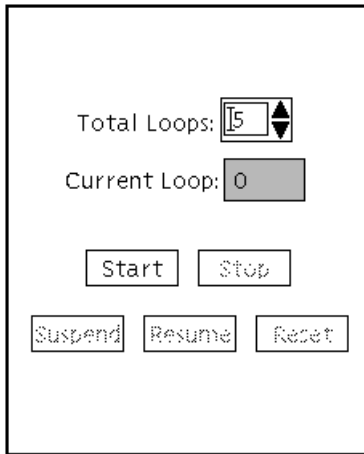 Total Loops: 5
Current Loop: 0
Start Stop
Suspend Resume Reset